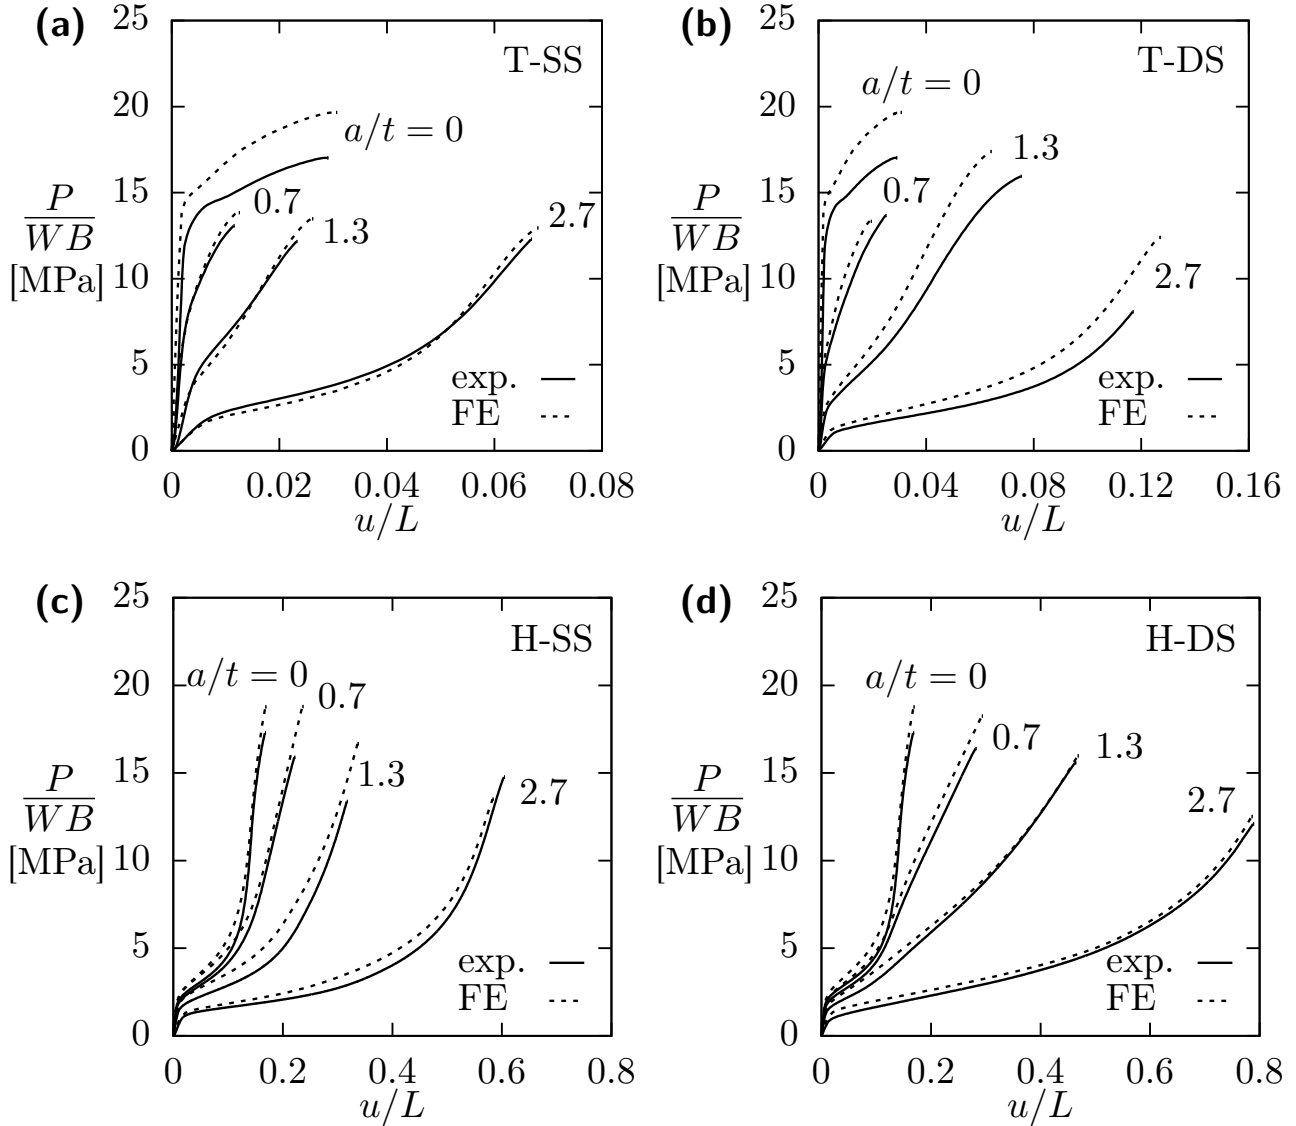 (a)
25
20
15
10
5
0
P
WB
[MPa]
T-SS
a/t = 0
0.7
1.3
2.7
exp.
FE
0 0.02 0.04 0.06 0.08
u/L
(b)
25
20
15
10
5
0
P
WB
[MPa]
T-DS
a/t = 0
1.3
0.7
2.7
exp.
FE
0 0.04 0.08 0.12 0.16
u/L
(c)
25
20
15
10
5
0
P
WB
[MPa]
H-SS
a/t = 0
0.7
1.3
2.7
exp.
FE
0 0.2 0.4 0.6 0.8
u/L
(d)
25
20
15
10
5
0
P
WB
[MPa]
H-DS
a/t = 0
0.7
1.3
2.7
exp.
FE
0 0.2 0.4 0.6 0.8
u/L